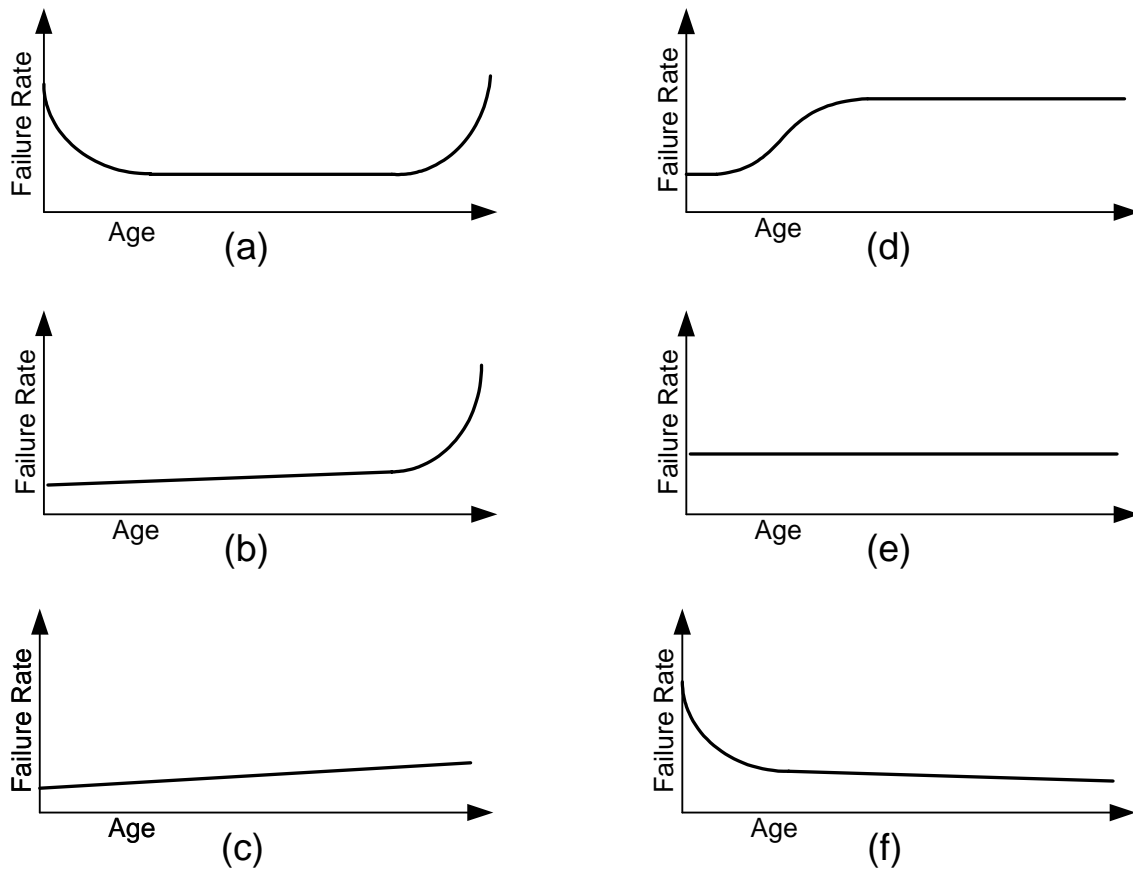 Failure Rate
Age
(a)
Failure Rate
Age
(d)
Failure Rate
Age
(b)
Failure Rate
Age
(e)
Failure Rate
Age
(c)
Failure Rate
Age
(f)